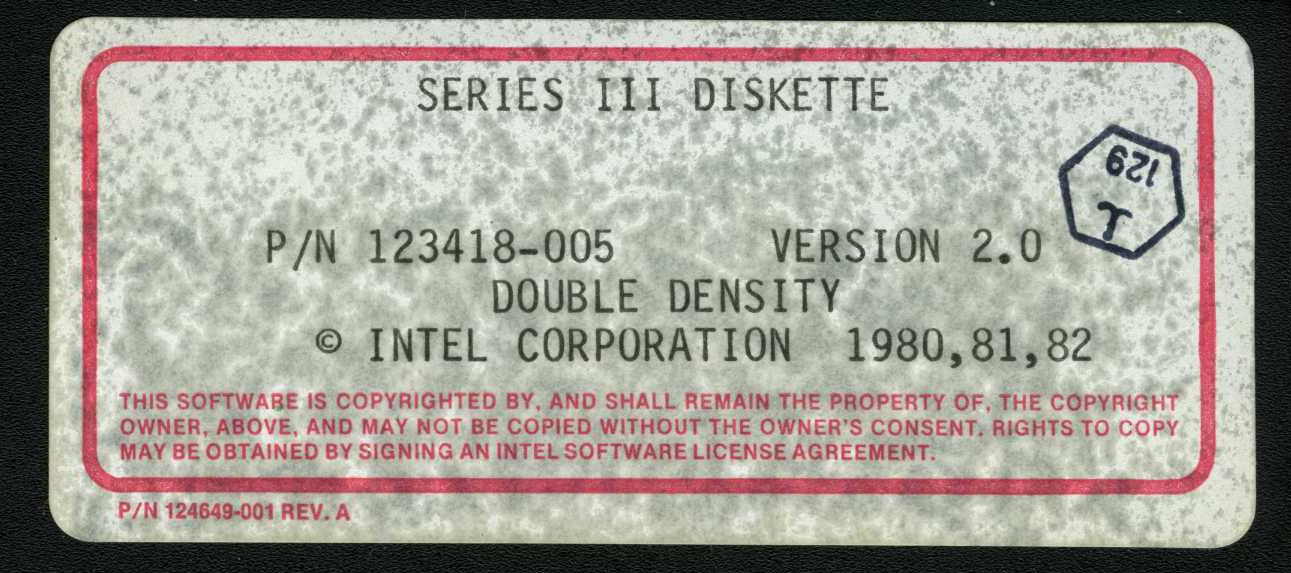 SERIES III DISKETTE
129
P/N 123418-005 VERSION 2.0
DOUBLE DENSITY
© INTEL CORPORATION 1980,81,82
THIS SOFTWARE IS COPYRIGHTED BY, AND SHALL REMAIN THE PROPERTY OF, THE COPYRIGHT
OWNER, ABOVE, AND MAY NOT BE COPIED WITHOUT THE OWNER'S CONSENT. RIGHTS TO COPY
MAY BE OBTAINED BY SIGNING AN INTEL SOFTWARE LICENSE AGREEMENT.
P/N 124649-001 REV. A